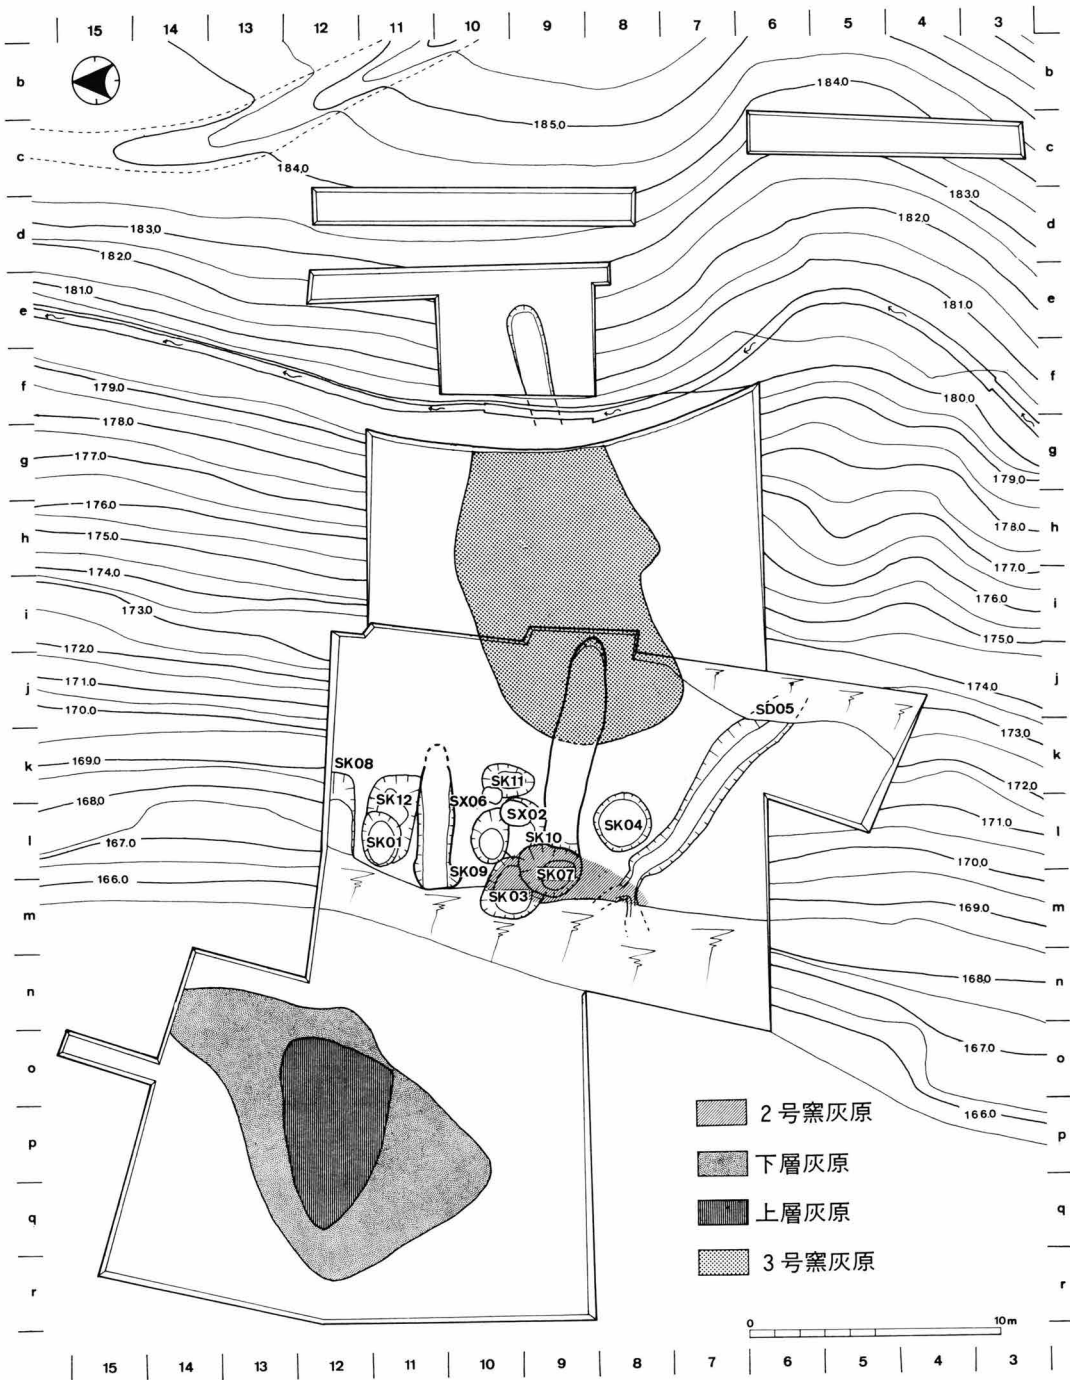 15 14 13 12 11 10 9 8 7 6 5 4 3
b b
184.0
185.0
c c
184.0
183.0
182.0
d d
183.0
182.0
181.0
181.0
e e
f f
179.0
180.0
178.0
g g
177.0
179.0
176.0
178.0
h h
175.0
177.0
174.0
176.0
i i
173.0
175.0
172.0
171.0
j j
174.0
170.0
SD05
173.0
k k
169.0
SK08
SK11
172.0
SK12
SX06
168.0
SX02
171.0
SK04
l l
167.0
SK01
SK10
170.0
SK09
SK07
166.0
SK03
169.0
m m
168.0
n n
167.0
o o
166.0
2号窯灰原
p p
下層灰原
上層灰原
q q
3号窯灰原
r r
0 10m
15 14 13 12 11 10 9 8 7 6 5 4 3